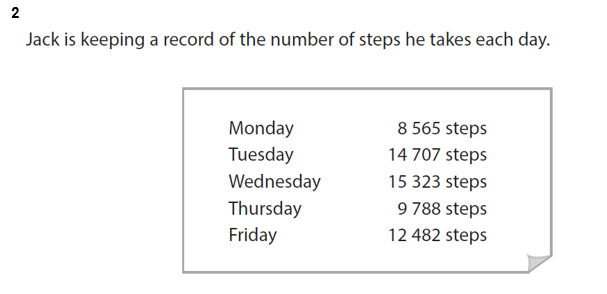 2
Jack is keeping a record of the number of steps he takes each day.
Monday 8 565 steps
Tuesday 14 707 steps
Wednesday 15 323 steps
Thursday 9 788 steps
Friday 12 482 steps